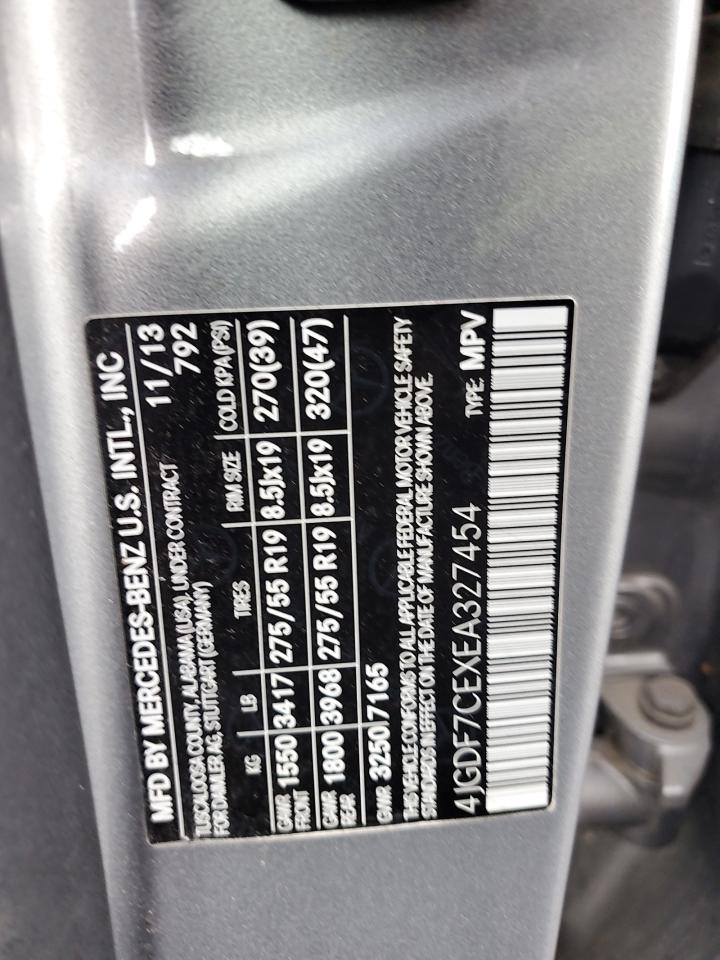 MFD BY MERCEDES-BENZ U.S. INTL., INC
TUSCALOOSA COUNTY, ALABAMA (USA), UNDER CONTRACT 11/13
FOR DAIMLER AG, STUTTGART (GERMANY) 792
KG LB TIRES RIM SIZE COLD KPA (PSI)
GAWR FRONT 1550 3417 275/55 R19 8.5Jx19 270(39)
GAWR REAR 1800 3968 275/55 R19 8.5Jx19 320(47)
GVWR 3250 7165
THIS VEHICLE CONFORMS TO ALL APPLICABLE FEDERAL MOTOR VEHICLE SAFETY
STANDARDS IN EFFECT ON THE DATE OF MANUFACTURE SHOWN ABOVE.
4JGDF7CEXEA327454 TYPE: MPV